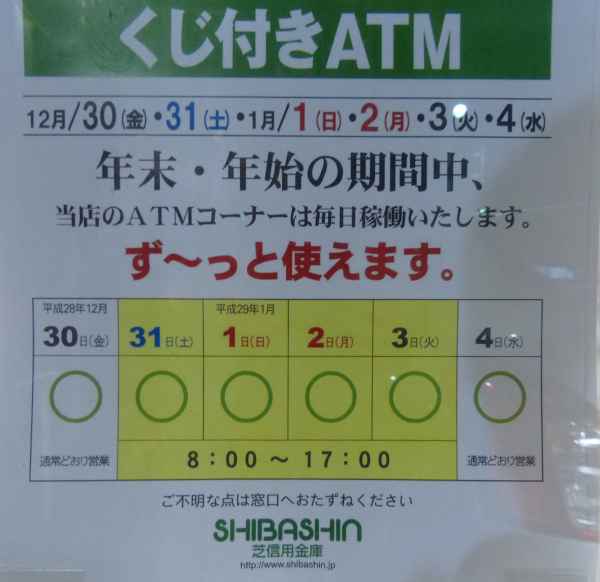 くじ付きATM
12月/30(金)・31(土)・1月/1(日)・2(月)・3(火)・4(水)
年末・年始の期間中、
当店のATMコーナーは毎日稼働いたします。
ず～っと使えます。
平成28年12月 平成29年1月
30日(金) 31日(土) 1日(日) 2日(月) 3日(火) 4日(水)
通常どおり営業 8:00～17:00 通常どおり営業
ご不明な点は窓口へおたずねください
SHIBASHIN
芝信用金庫
http://www.shibashin.jp